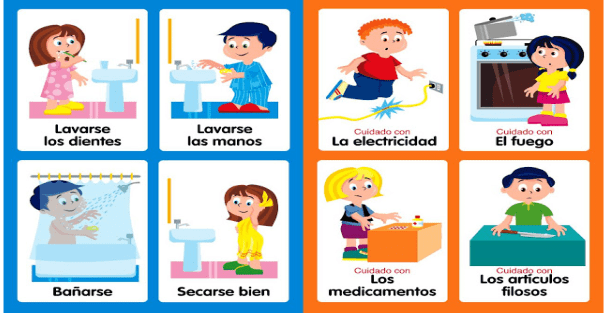 Lavarse
los dientes
Lavarse
las manos
Bañarse
Secarse bien
Cuidado con
La electricidad
Cuidado con
El fuego
Cuidado con
Los
medicamentos
Cuidado con
Los artículos
filosos